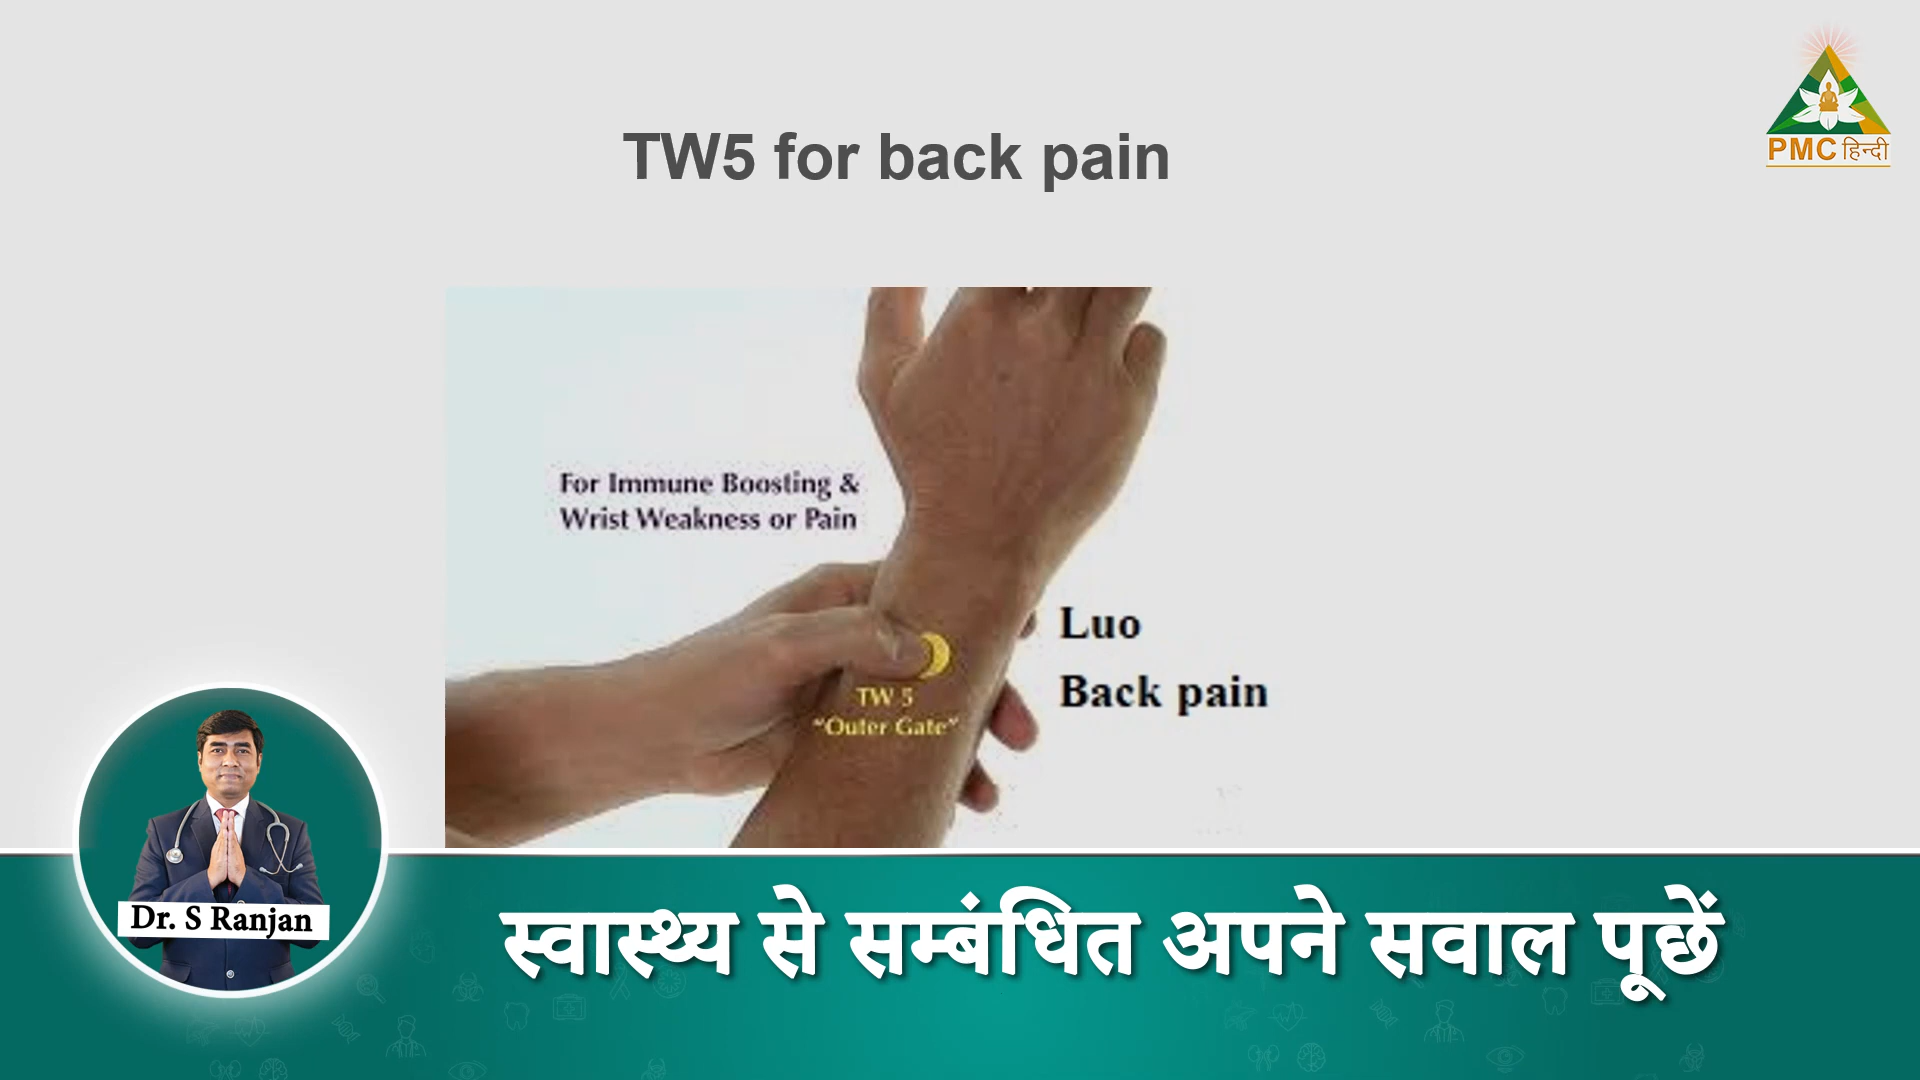 TW5 for back pain
PMC हिन्दी
For Immune Boosting &
Wrist Weakness or Pain
Luo
Back pain
TW 5
“Outer Gate”
Dr. S Ranjan
स्वास्थ्य से सम्बंधित अपने सवाल पूछें